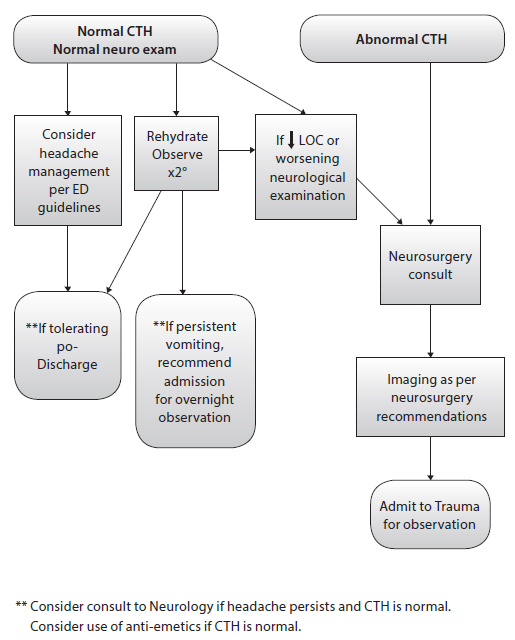 Normal CTH
Normal neuro exam
Abnormal CTH
Consider
headache
management
per ED
guidelines
Rehydrate
Observe
x2°
If ↓ LOC or
worsening
neurological
examination
Neurosurgery
consult
**If tolerating
po-
Discharge
**If persistent
vomiting,
recommend
admission
for overnight
observation
Imaging as per
neurosurgery
recommendations
Admit to Trauma
for observation
** Consider consult to Neurology if headache persists and CTH is normal.
Consider use of anti-emetics if CTH is normal.